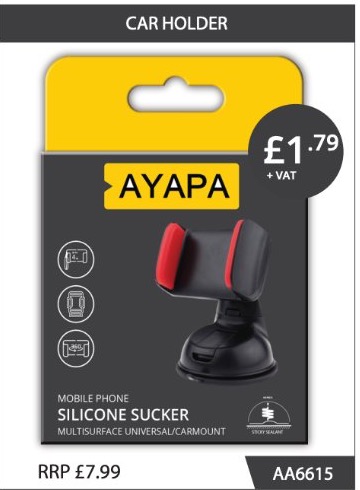 CAR HOLDER
£1.79
+ VAT
AYAPA
360
MOBILE PHONE
SILICONE SUCKER
MULTISURFACE UNIVERSAL/CARMOUNT
STICKY SEALANT
RRP £7.99
AA6615